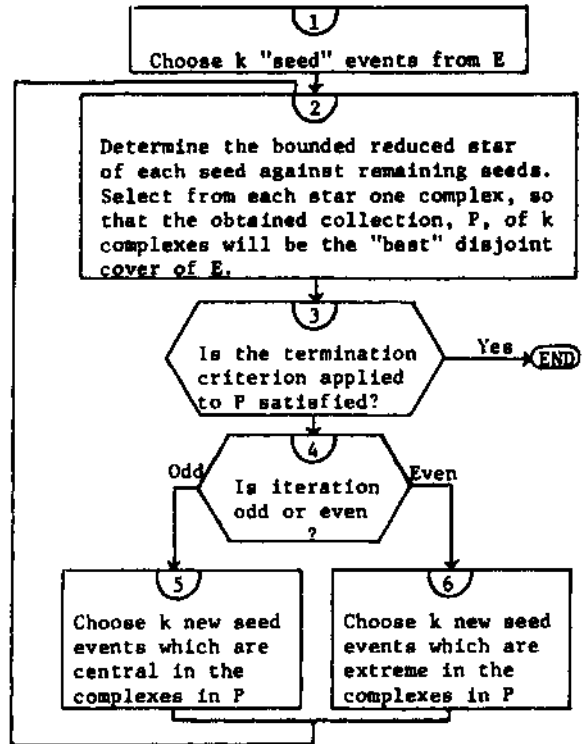 1
Choose k "seed" events from E
2
Determine the bounded reduced star
of each seed against remaining seeds.
Select from each star one complex, so
that the obtained collection, P, of k
complexes will be the "best" disjoint
cover of E.
3
Is the termination
criterion applied
to P satisfied?
Yes
END
4
Odd
Even
Is iteration
odd or even
?
5
Choose k new seed
events which are
central in the
complexes in P
6
Choose k new seed
events which are
extreme in the
complexes in P